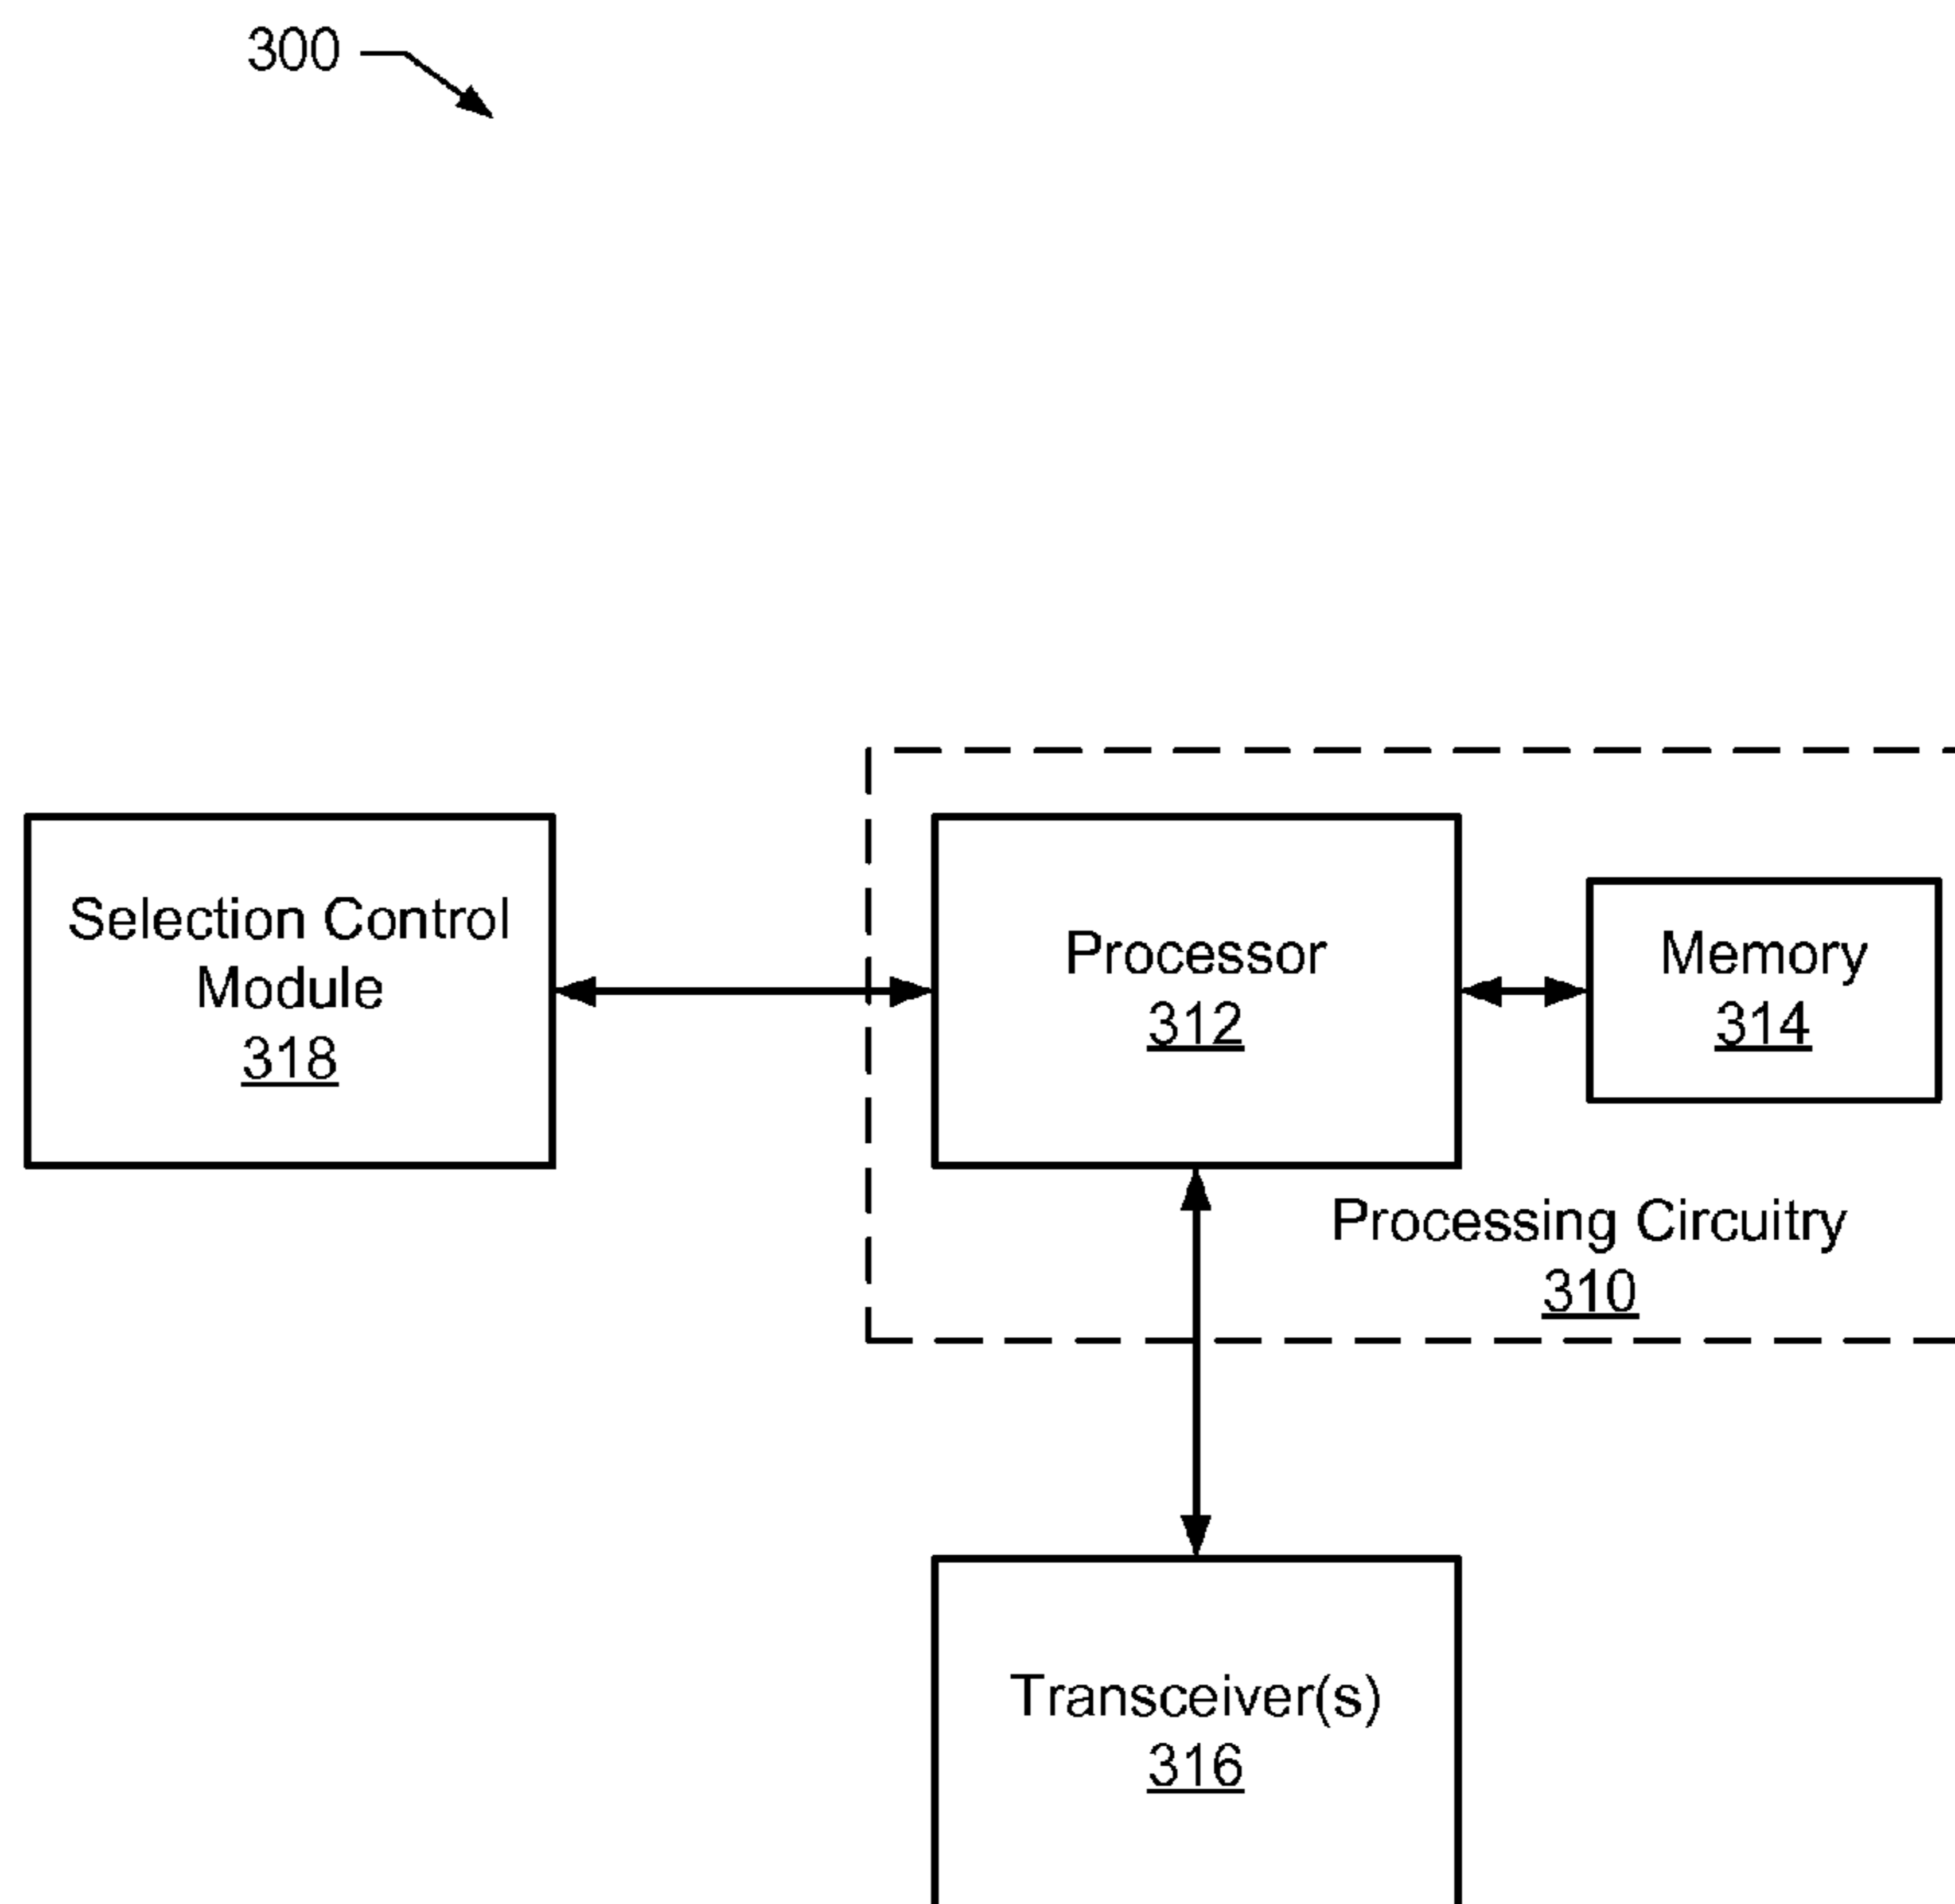 300
Selection Control
Module
318
Processor
312
Memory
314
Processing Circuitry
310
Transceiver(s)
316